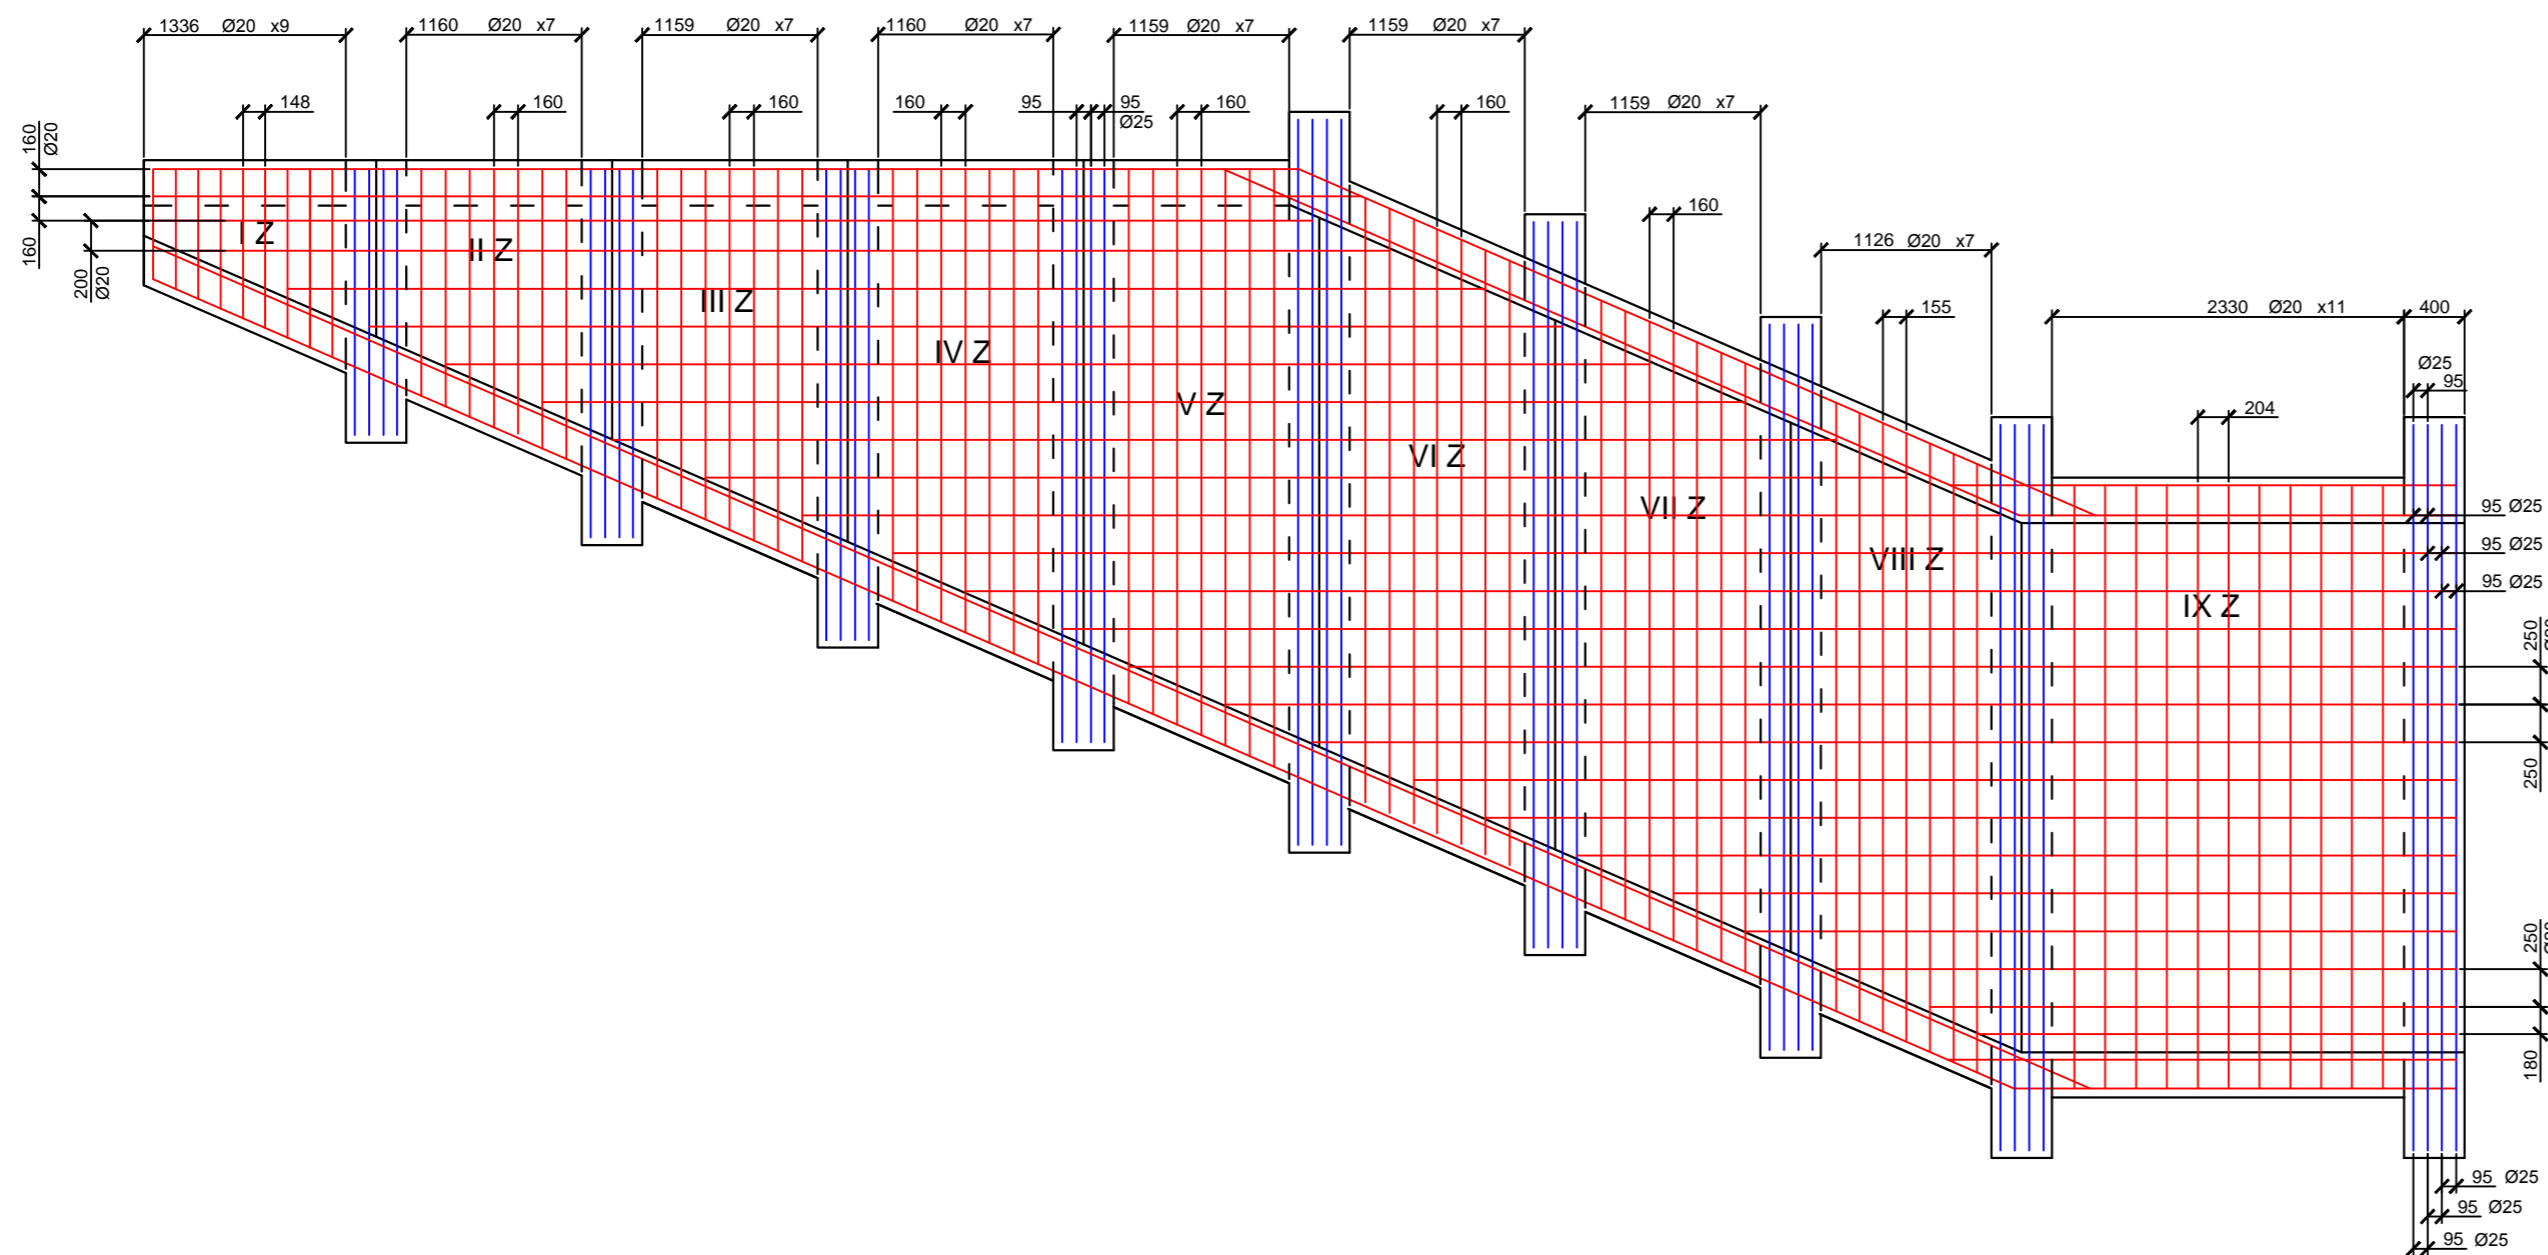 1336 Ø20 x9
1160 Ø20 x7
1159 Ø20 x7
1160 Ø20 x7
1159 Ø20 x7
1159 Ø20 x7
148
160
160
160
95
95
Ø25
160
160
1159 Ø20 x7
160
Ø20
160
200
Ø20
160
1126 Ø20 x7
155
2330 Ø20 x11
400
Ø25
95
204
I Z
II Z
III Z
IV Z
V Z
VI Z
VII Z
VIII Z
IX Z
95 Ø25
95 Ø25
95 Ø25
250
250
250
180
95 Ø25
95 Ø25
95 Ø25